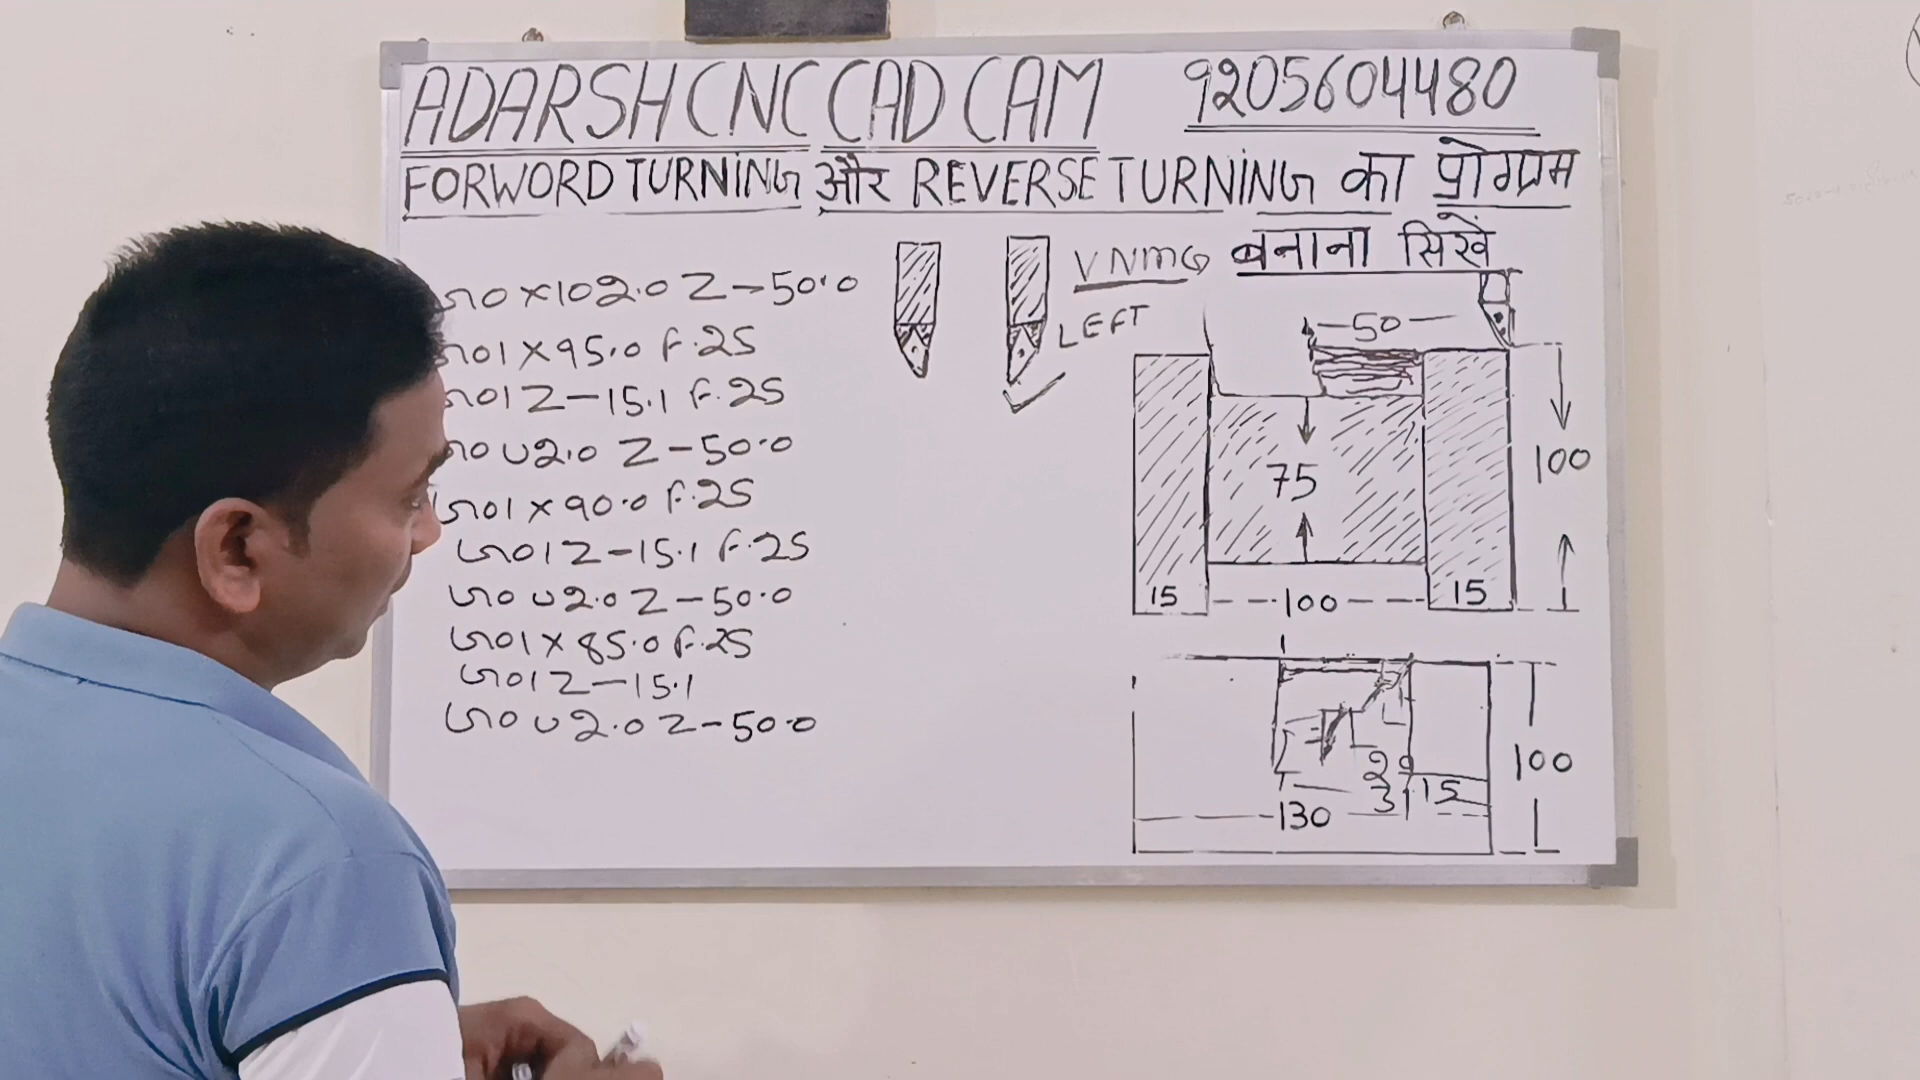 ADARSH CNC CAD CAM 9205604480
FORWORD TURNING और REVERSE TURNING का प्रोग्राम
बनाना सिखें
G0 X102.0 Z-50.0
G01 X95.0 F.25
G01 Z-15.1 F.25
G0 U2.0 Z-50.0
G01 X90.0 F.25
G01 Z-15.1 F.25
G0 U2.0 Z-50.0
G01 X85.0 F.25
G01 Z-15.1
G0 U2.0 Z-50.0
VNMG
LEFT
50
75
100
15 100 15
100
15
130